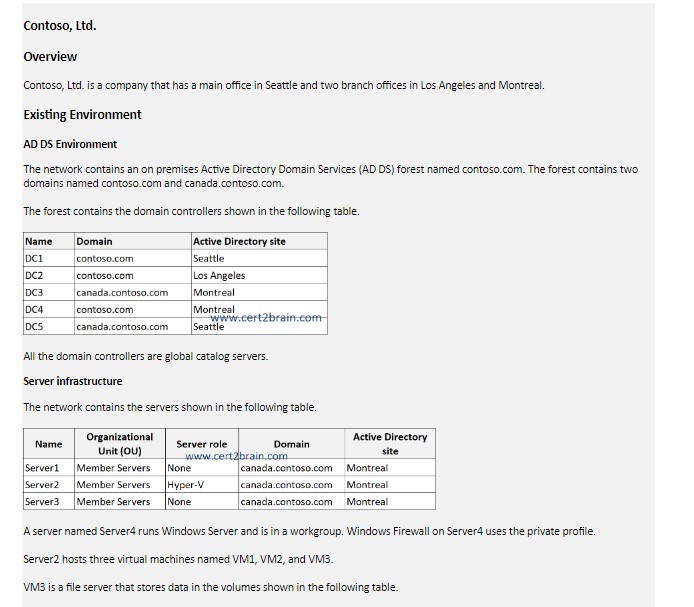 Contoso, Ltd.
Overview
Contoso, Ltd. is a company that has a main office in Seattle and two branch offices in Los Angeles and Montreal.
Existing Environment
AD DS Environment
The network contains an on premises Active Directory Domain Services (AD DS) forest named contoso.com. The forest contains two
domains named contoso.com and canada.contoso.com.
The forest contains the domain controllers shown in the following table.
Name Domain Active Directory site
DC1 contoso.com Seattle
DC2 contoso.com Los Angeles
DC3 canada.contoso.com Montreal
DC4 contoso.com Montreal
www.cert2brain.com
DC5 canada.contoso.com Seattle
All the domain controllers are global catalog servers.
Server infrastructure
The network contains the servers shown in the following table.
Name Organizational Unit (OU) Server role Domain Active Directory site
www.cert2brain.com
Server1 Member Servers None canada.contoso.com Montreal
Server2 Member Servers Hyper-V canada.contoso.com Montreal
Server3 Member Servers None canada.contoso.com Montreal
A server named Server4 runs Windows Server and is in a workgroup. Windows Firewall on Server4 uses the private profile.
Server2 hosts three virtual machines named VM1, VM2, and VM3.
VM3 is a file server that stores data in the volumes shown in the following table.